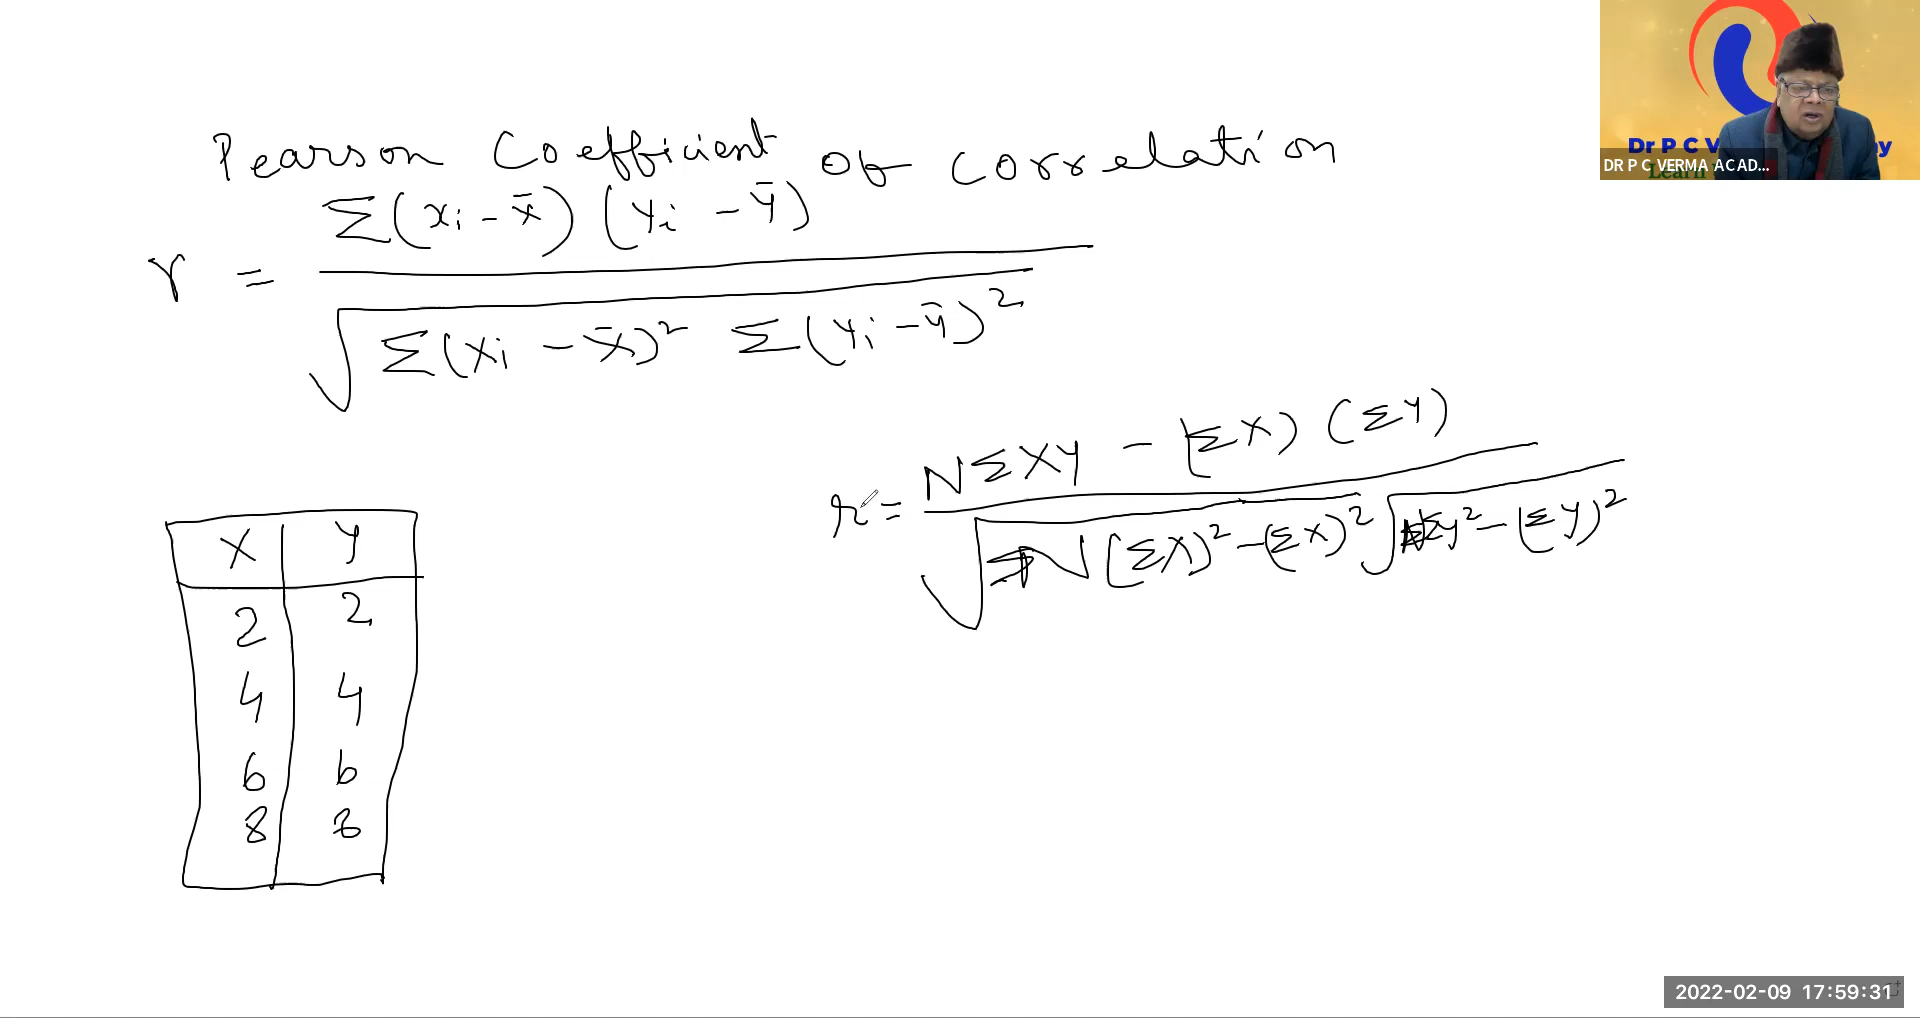 Pearson Coefficient of correlation
r = Σ(xi - x̄) (yi - ȳ)
√Σ(xi - x̄)² Σ(yi - ȳ)²
r = NΣXY - (ΣX) (ΣY)
√N(ΣX)² - (ΣX)² √NΣy² - (ΣY)²
X Y
2 2
4 4
6 6
8 8
Dr P C V
y
DR P C VERMA ACAD...
Learn
2022-02-09 17:59:31